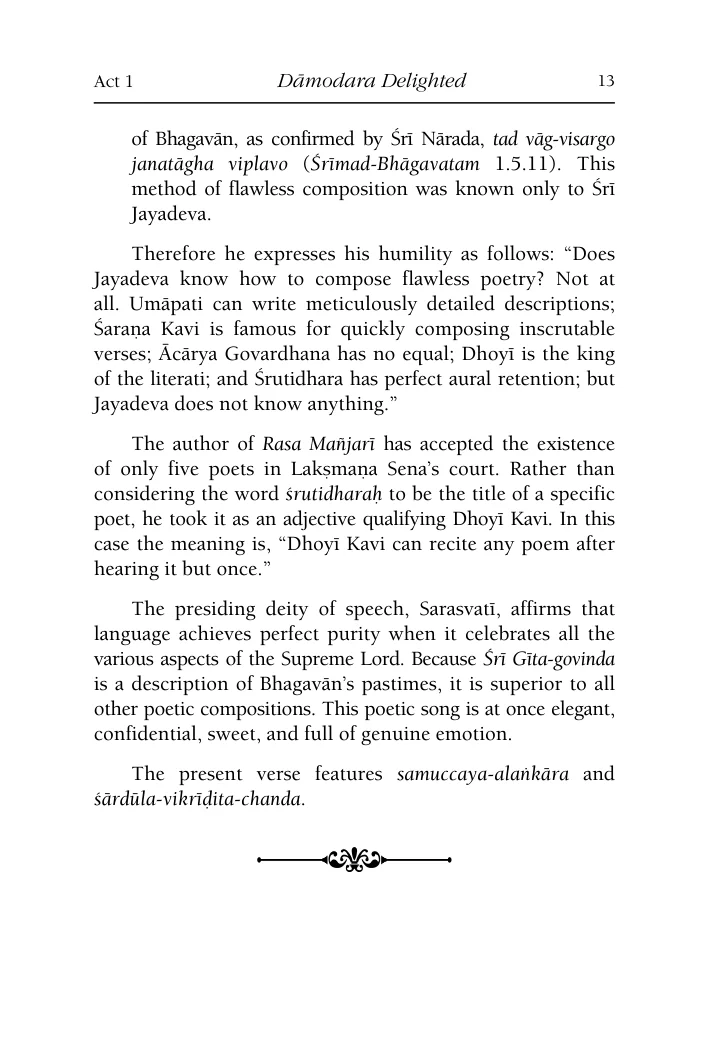 Act 1 Dāmodara Delighted 13
of Bhagavān, as confirmed by Śrī Nārada, tad vāg-visargo
janatāgha viplavo (Śrīmad-Bhāgavatam 1.5.11). This
method of flawless composition was known only to Śrī
Jayadeva.
Therefore he expresses his humility as follows: “Does
Jayadeva know how to compose flawless poetry? Not at
all. Umāpati can write meticulously detailed descriptions;
Śaraṇa Kavi is famous for quickly composing inscrutable
verses; Ācārya Govardhana has no equal; Dhoyī is the king
of the literati; and Śrutidhara has perfect aural retention; but
Jayadeva does not know anything.”
The author of Rasa Mañjarī has accepted the existence
of only five poets in Lakṣmaṇa Sena’s court. Rather than
considering the word śrutidharaḥ to be the title of a specific
poet, he took it as an adjective qualifying Dhoyī Kavi. In this
case the meaning is, “Dhoyī Kavi can recite any poem after
hearing it but once.”
The presiding deity of speech, Sarasvatī, affirms that
language achieves perfect purity when it celebrates all the
various aspects of the Supreme Lord. Because Śrī Gīta-govinda
is a description of Bhagavān’s pastimes, it is superior to all
other poetic compositions. This poetic song is at once elegant,
confidential, sweet, and full of genuine emotion.
The present verse features samuccaya-alaṅkāra and
śārdūla-vikrīḍita-chanda.